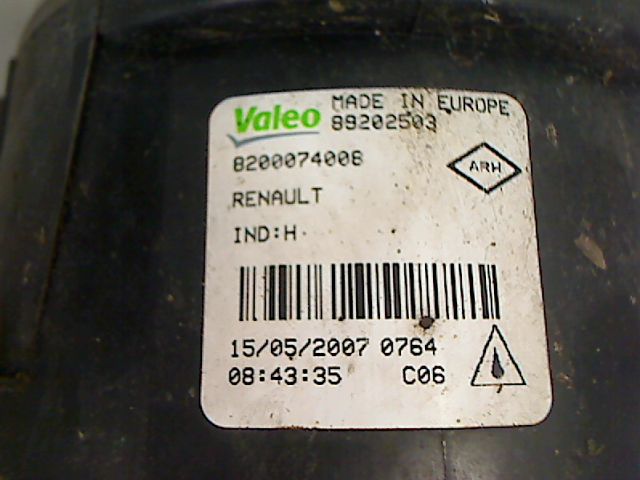 Valeo MADE IN EUROPE
89202503
8200074008
ARH
RENAULT
IND:H
15/05/2007 0764
08:43:35 C06